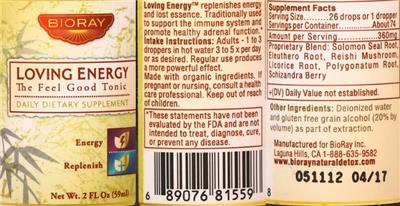 BIORAY
LOVING ENERGY
The Feel Good Tonic
DAILY DIETARY SUPPLEMENT
Energy
Replenish
Net Wt. 2 Fl Oz (59ml)
Loving Energy™ replenishes energy
and lost essence. Traditionally used
to support the immune system and
promote healthy adrenal function.*
Intake Instructions: Adults - 1 to 3
droppers in hot water 3 to 5 x per day
or as desired. Regular use produces
a more powerful effect.
Made with organic ingredients. If
pregnant or nursing, consult a health
care professional. Keep out of reach
of children.
*These statements have not been
evaluated by the FDA and are not
intended to treat, diagnose, cure,
or prevent any disease.
6 89076 81559 8
Supplement Facts
Serving Size.............26 drops or 1 dropper
Servings per Container..............About 74
Amount per Serving...................360mg
Proprietary Blend: Solomon Seal Root,
Eleuthero Root, Reishi Mushroom,
Licorice Root, Polygonatum Root,
Schizandra Berry
+(DV) Daily Value not established.
Other Ingredients: Deionized water
and gluten free grain alcohol (20% by
volume) as part of extraction.
Manufactured for BioRay Inc.
Laguna Hills, CA 1-888-635-9582
www.bioraynaturaldetox.com
051112 04/17